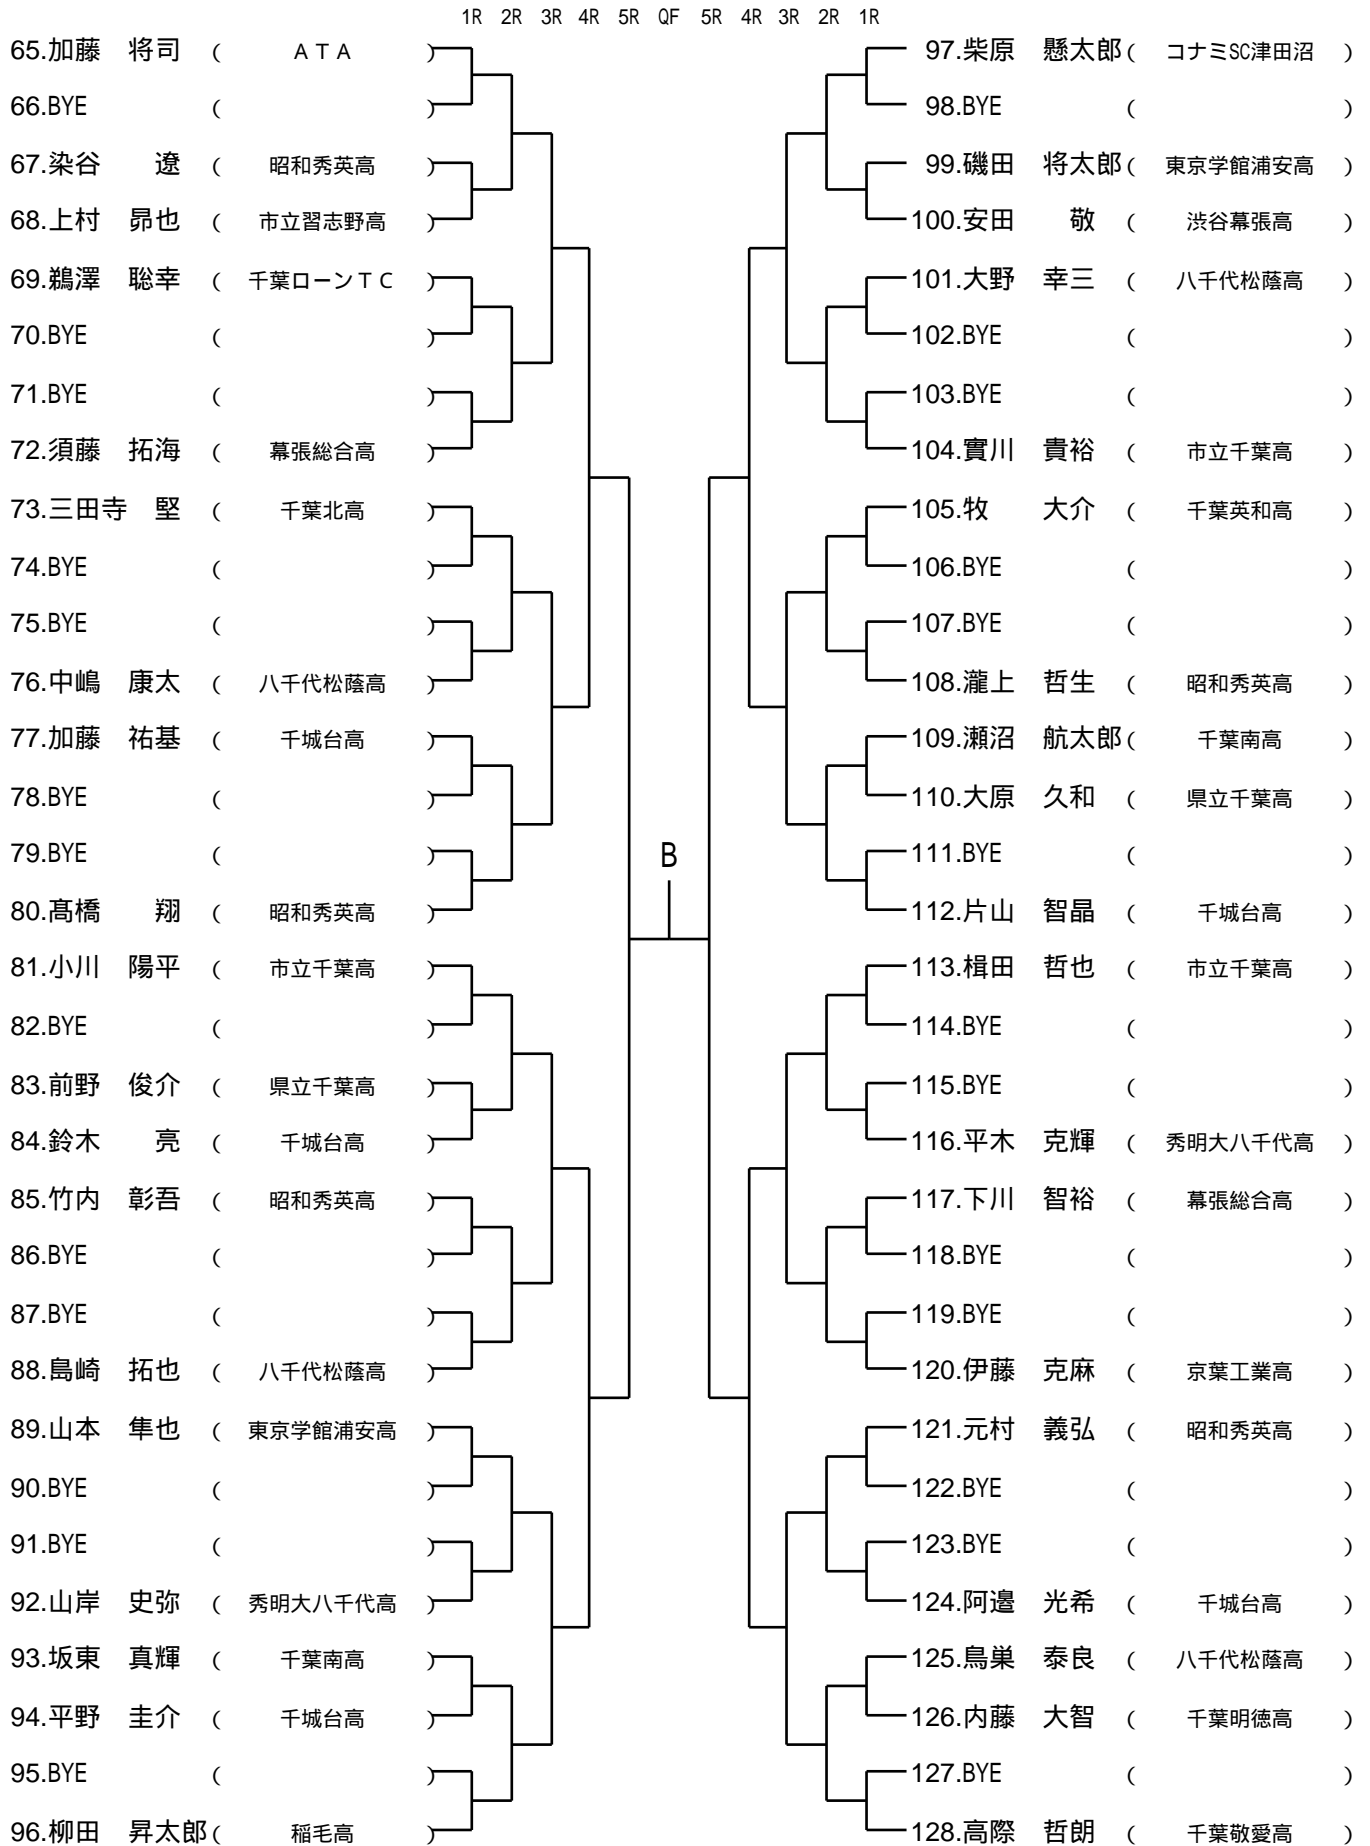 1R 2R 3R 4R 5R QF 5R 4R 3R 2R 1R
65.加藤 将司 ( ＡＴＡ )
66.BYE ( )
67.染谷 遼 ( 昭和秀英高 )
68.上村 昴也 ( 市立習志野高 )
69.鵜澤 聡幸 ( 千葉ローンＴＣ )
70.BYE ( )
71.BYE ( )
72.須藤 拓海 ( 幕張総合高 )
73.三田寺 堅 ( 千葉北高 )
74.BYE ( )
75.BYE ( )
76.中嶋 康太 ( 八千代松蔭高 )
77.加藤 祐基 ( 千城台高 )
78.BYE ( )
79.BYE ( )
80.髙橋 翔 ( 昭和秀英高 )
81.小川 陽平 ( 市立千葉高 )
82.BYE ( )
83.前野 俊介 ( 県立千葉高 )
84.鈴木 亮 ( 千城台高 )
85.竹内 彰吾 ( 昭和秀英高 )
86.BYE ( )
87.BYE ( )
88.島崎 拓也 ( 八千代松蔭高 )
89.山本 隼也 ( 東京学館浦安高 )
90.BYE ( )
91.BYE ( )
92.山岸 史弥 ( 秀明大八千代高 )
93.坂東 真輝 ( 千葉南高 )
94.平野 圭介 ( 千城台高 )
95.BYE ( )
96.柳田 昇太郎 ( 稲毛高 )
B
97.柴原 懸太郎 ( コナミSC津田沼 )
98.BYE ( )
99.磯田 将太郎 ( 東京学館浦安高 )
100.安田 敬 ( 渋谷幕張高 )
101.大野 幸三 ( 八千代松蔭高 )
102.BYE ( )
103.BYE ( )
104.實川 貴裕 ( 市立千葉高 )
105.牧 大介 ( 千葉英和高 )
106.BYE ( )
107.BYE ( )
108.瀧上 哲生 ( 昭和秀英高 )
109.瀬沼 航太郎 ( 千葉南高 )
110.大原 久和 ( 県立千葉高 )
111.BYE ( )
112.片山 智晶 ( 千城台高 )
113.楫田 哲也 ( 市立千葉高 )
114.BYE ( )
115.BYE ( )
116.平木 克輝 ( 秀明大八千代高 )
117.下川 智裕 ( 幕張総合高 )
118.BYE ( )
119.BYE ( )
120.伊藤 克麻 ( 京葉工業高 )
121.元村 義弘 ( 昭和秀英高 )
122.BYE ( )
123.BYE ( )
124.阿邉 光希 ( 千城台高 )
125.鳥巣 泰良 ( 八千代松蔭高 )
126.内藤 大智 ( 千葉明徳高 )
127.BYE ( )
128.高際 哲朗 ( 千葉敬愛高 )